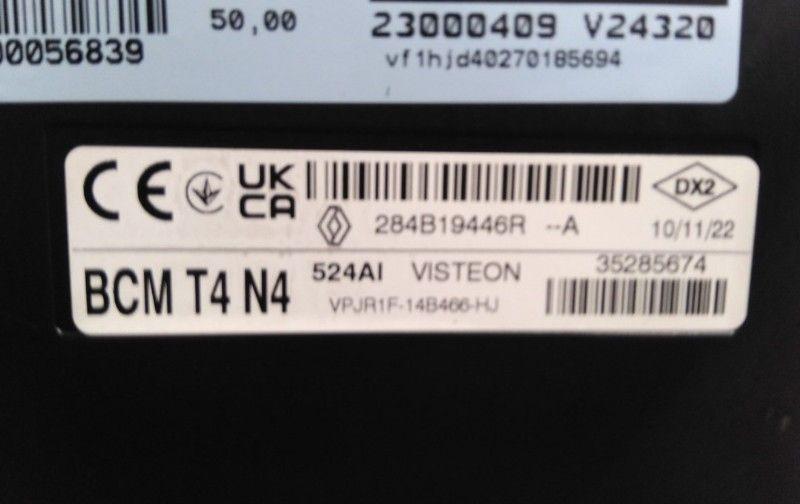 50,00
23000409 V24320
00056839
vf1hjd40270185694
CE UK CA
DX2
284B19446R --A
10/11/22
BCM T4 N4
524AI VISTEON
35285674
VPJR1F-14B466-HJ